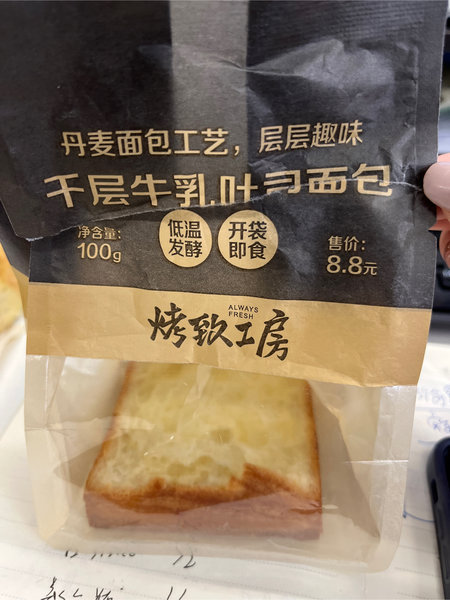 丹麦面包工艺，层层趣味
千层牛乳吐司面包
净含量：
100g
低温
发酵
开袋
即食
售价：
8.8元
ALWAYS
FRESH
烤致工房
12
11